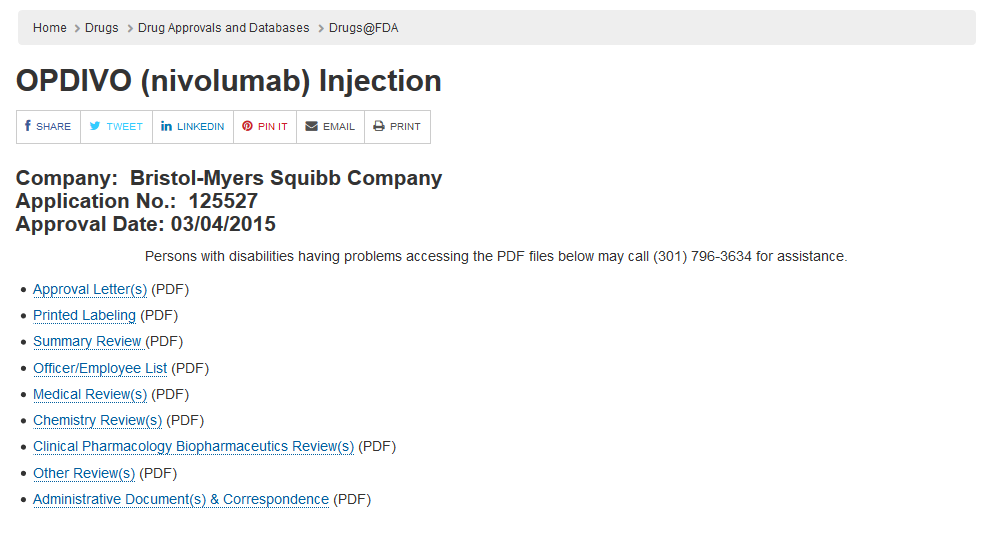 Home > Drugs > Drug Approvals and Databases > Drugs@FDA
OPDIVO (nivolumab) Injection
f SHARE TWEET in LINKEDIN PIN IT EMAIL PRINT
Company: Bristol-Myers Squibb Company
Application No.: 125527
Approval Date: 03/04/2015
Persons with disabilities having problems accessing the PDF files below may call (301) 796-3634 for assistance.
• Approval Letter(s) (PDF)
• Printed Labeling (PDF)
• Summary Review (PDF)
• Officer/Employee List (PDF)
• Medical Review(s) (PDF)
• Chemistry Review(s) (PDF)
• Clinical Pharmacology Biopharmaceutics Review(s) (PDF)
• Other Review(s) (PDF)
• Administrative Document(s) & Correspondence (PDF)